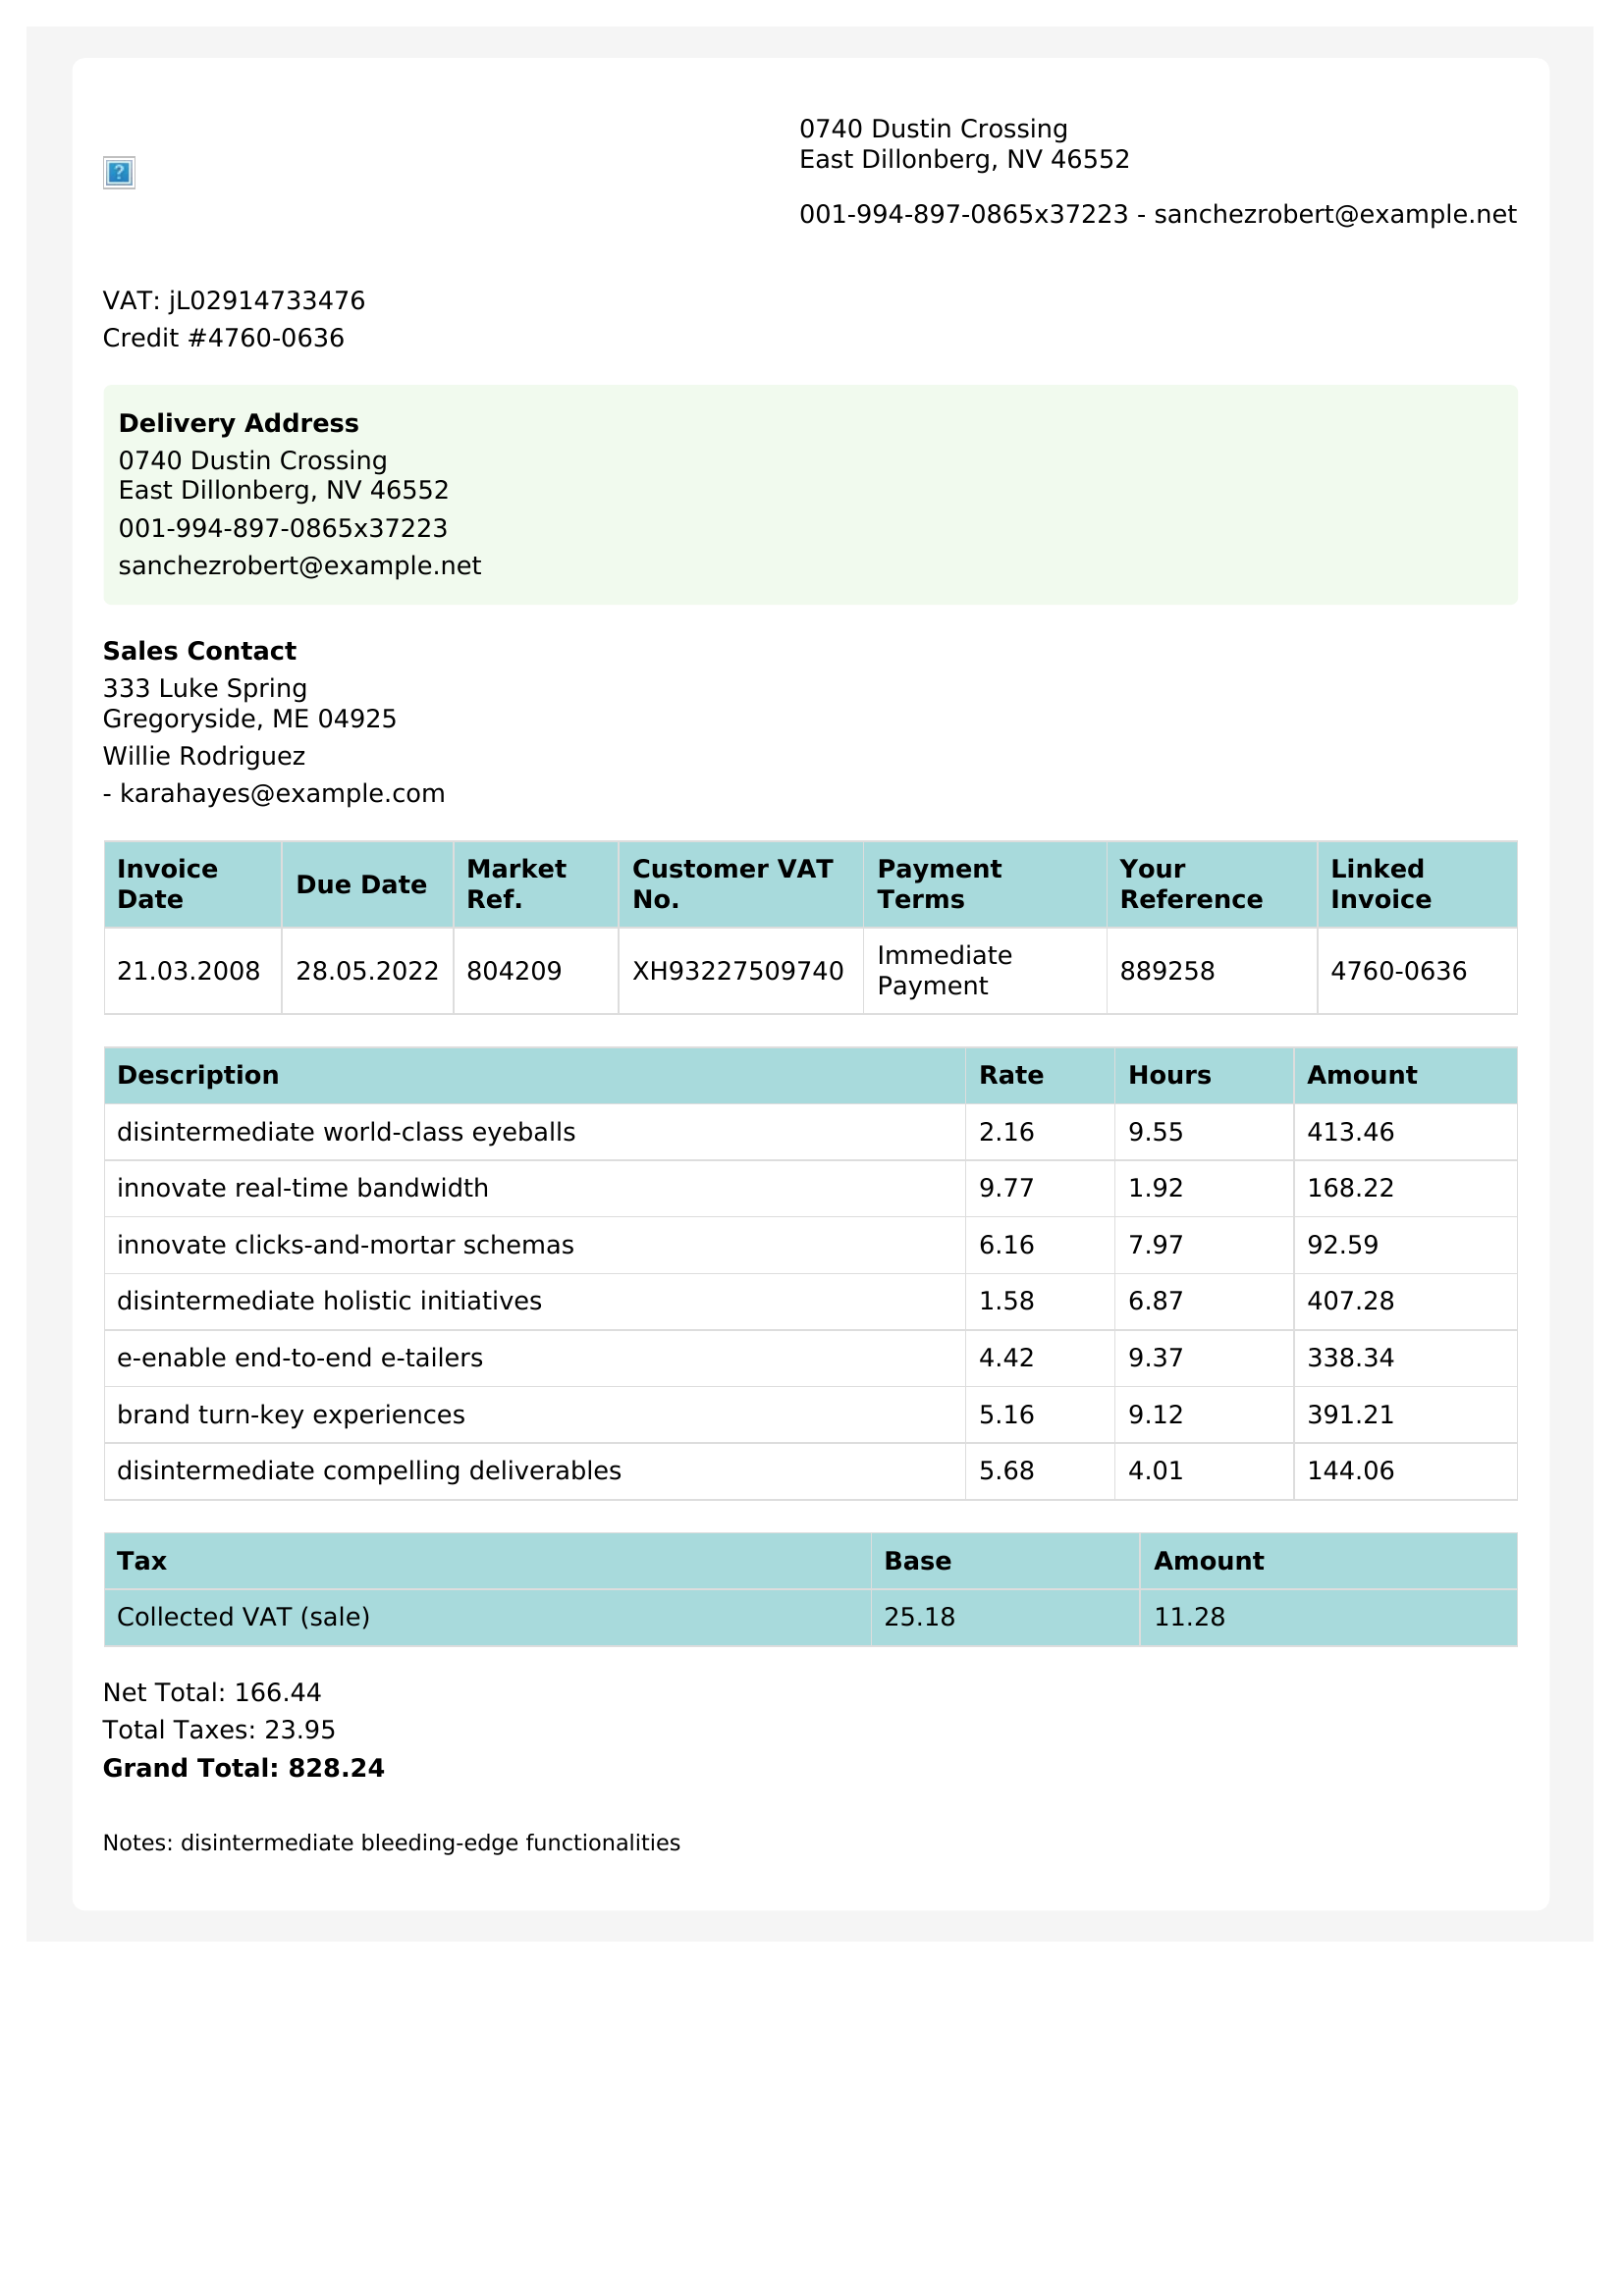 0740 Dustin Crossing
East Dillonberg, NV 46552
001-994-897-0865x37223 - sanchezrobert@example.net
VAT: jL02914733476
Credit #4760-0636
Delivery Address
0740 Dustin Crossing
East Dillonberg, NV 46552
001-994-897-0865x37223
sanchezrobert@example.net
Sales Contact
333 Luke Spring
Gregoryside, ME 04925
Willie Rodriguez
- karahayes@example.com
Invoice Date Due Date Market Ref. Customer VAT No. Payment Terms Your Reference Linked Invoice
21.03.2008 28.05.2022 804209 XH93227509740 Immediate Payment 889258 4760-0636
Description Rate Hours Amount
disintermediate world-class eyeballs 2.16 9.55 413.46
innovate real-time bandwidth 9.77 1.92 168.22
innovate clicks-and-mortar schemas 6.16 7.97 92.59
disintermediate holistic initiatives 1.58 6.87 407.28
e-enable end-to-end e-tailers 4.42 9.37 338.34
brand turn-key experiences 5.16 9.12 391.21
disintermediate compelling deliverables 5.68 4.01 144.06
Tax Base Amount
Collected VAT (sale) 25.18 11.28
Net Total: 166.44
Total Taxes: 23.95
Grand Total: 828.24
Notes: disintermediate bleeding-edge functionalities